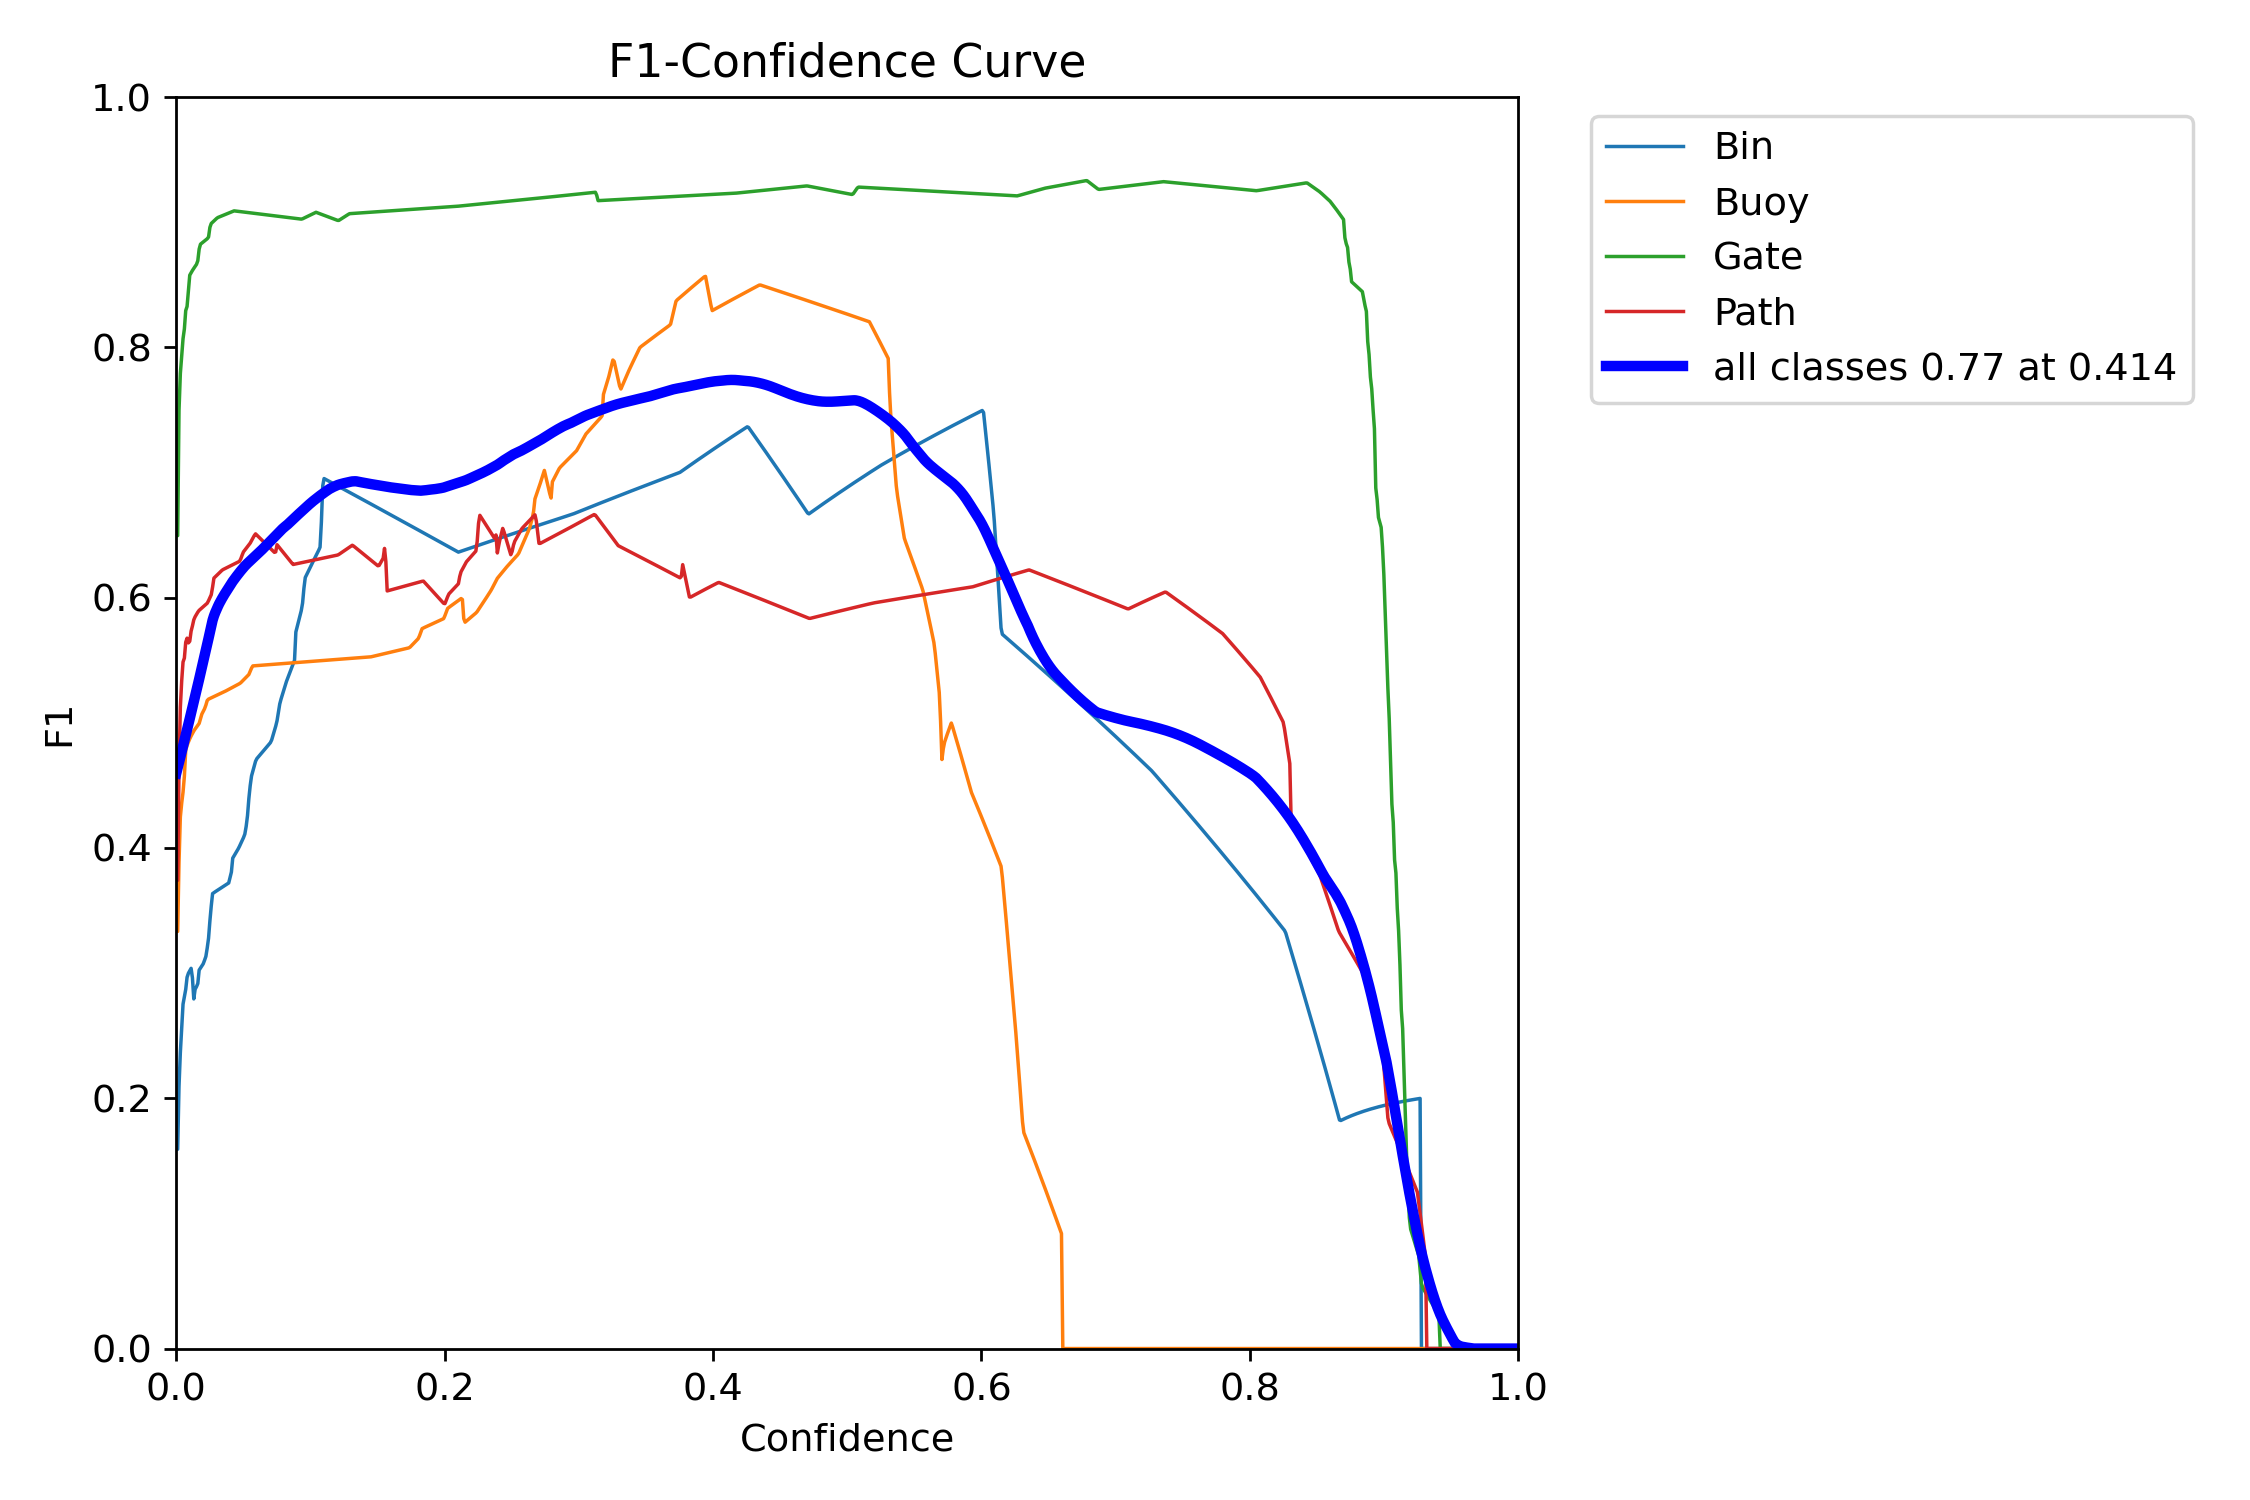 F1-Confidence Curve
1.0
0.8
0.6
0.4
0.2
0.0
F1
0.0 0.2 0.4 0.6 0.8 1.0
Confidence
Bin
Buoy
Gate
Path
all classes 0.77 at 0.414